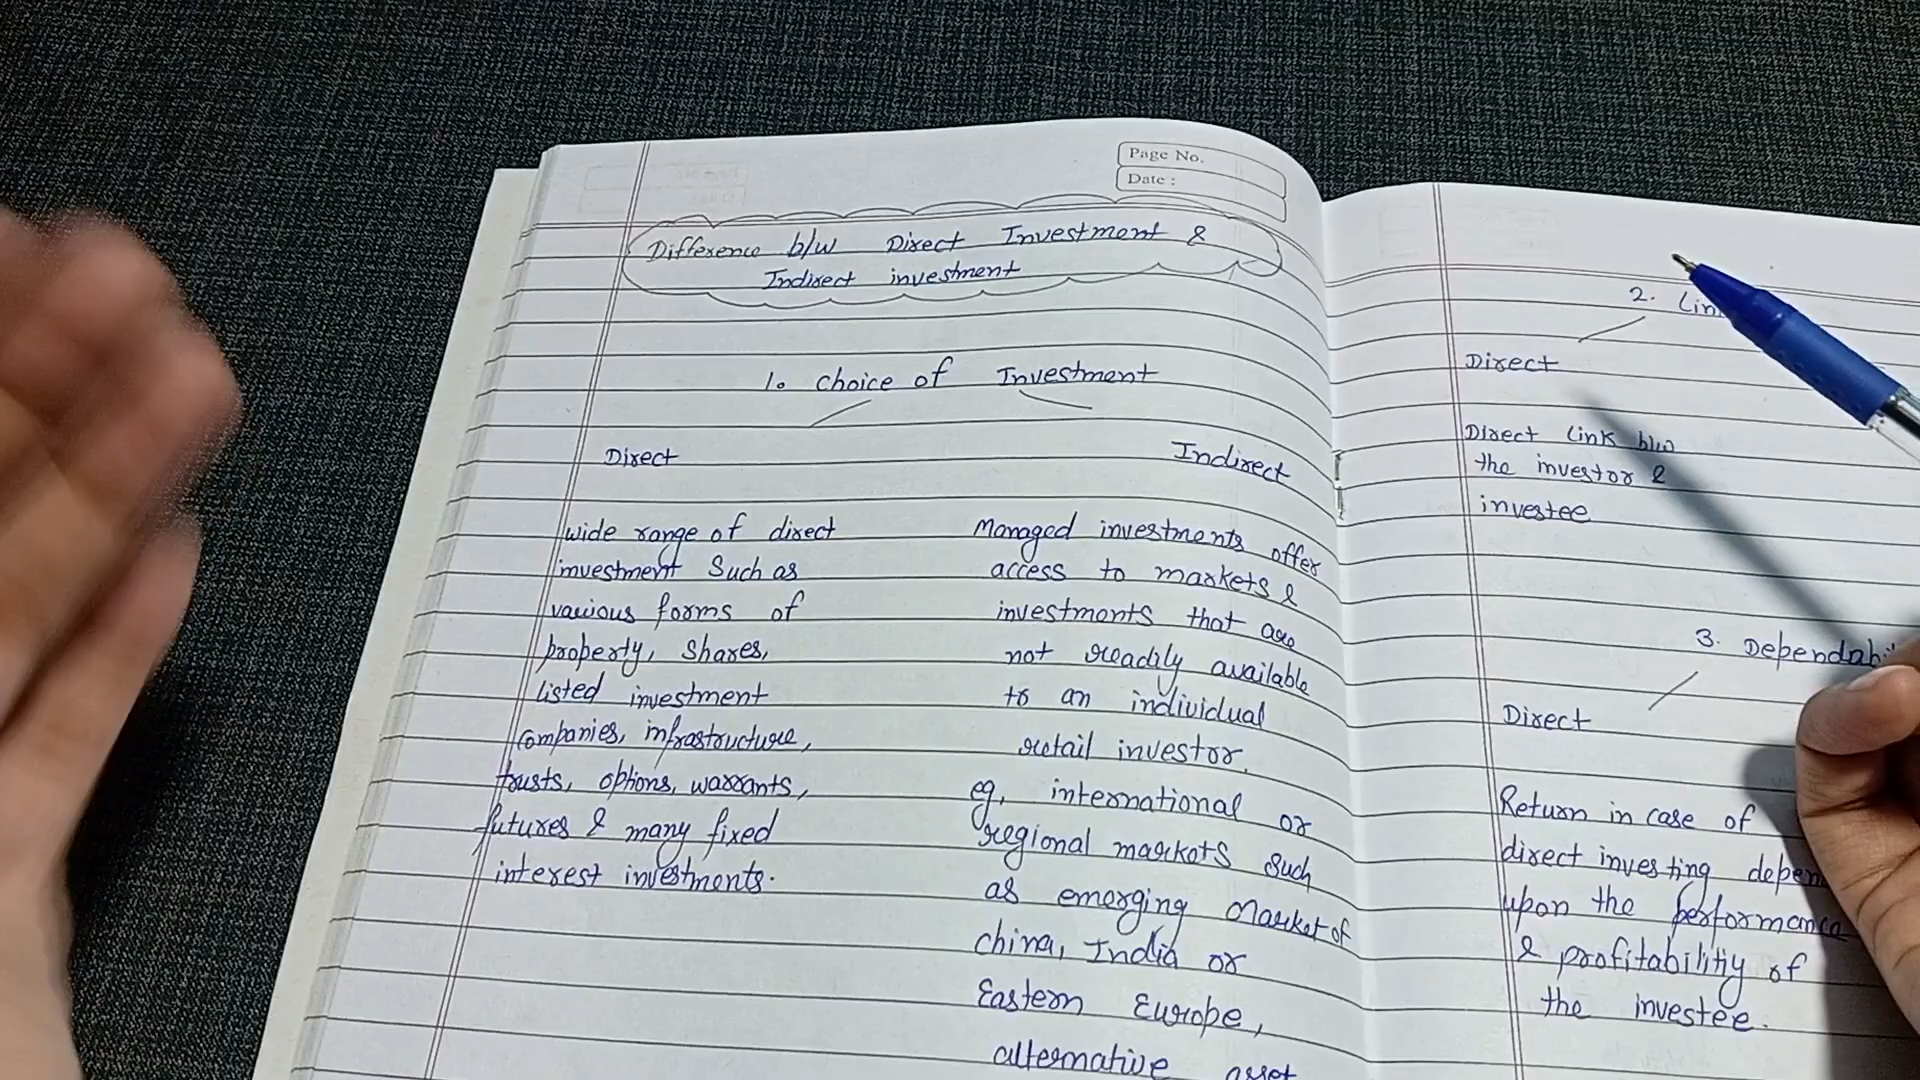 Page No.
Date :
Difference b/w Direct Investment &
Indirect investment
1. choice of Investment
Direct
wide range of direct
investment Such as
various forms of
property, shares,
listed investment
companies, infrastructure,
trusts, options, warrants,
futures & many fixed
interest investments.
Indirect
Managed investments offer
access to markets &
investments that are
not readily available
to an individual
retail investor.
eg, international or
regional markets such
as emerging market of
china, India or
Eastern Europe,
alternative asset
2.
Direct
Direct link b/w
the investor &
investee
3.
Direct
Return in case of
direct investing
upon the performance
& profitabilitiy of
the investee.